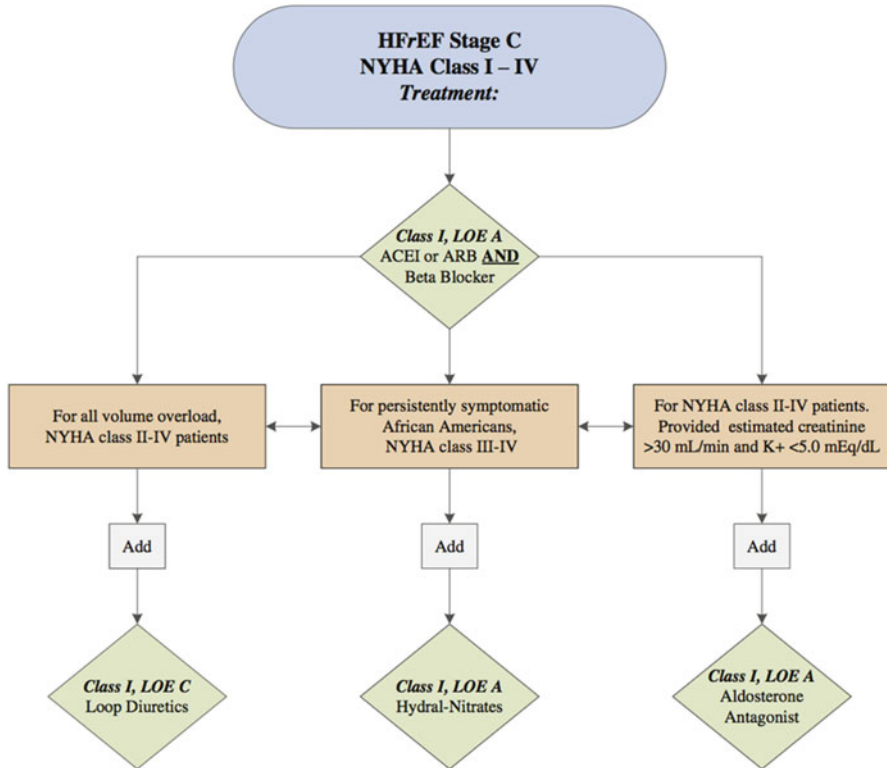 HFrEF Stage C
NYHA Class I – IV
Treatment:
Class I, LOE A
ACEI or ARB AND
Beta Blocker
For all volume overload,
NYHA class II-IV patients
For persistently symptomatic
African Americans,
NYHA class III-IV
For NYHA class II-IV patients.
Provided estimated creatinine
>30 mL/min and K+ <5.0 mEq/dL
Add
Add
Add
Class I, LOE C
Loop Diuretics
Class I, LOE A
Hydral-Nitrates
Class I, LOE A
Aldosterone
Antagonist